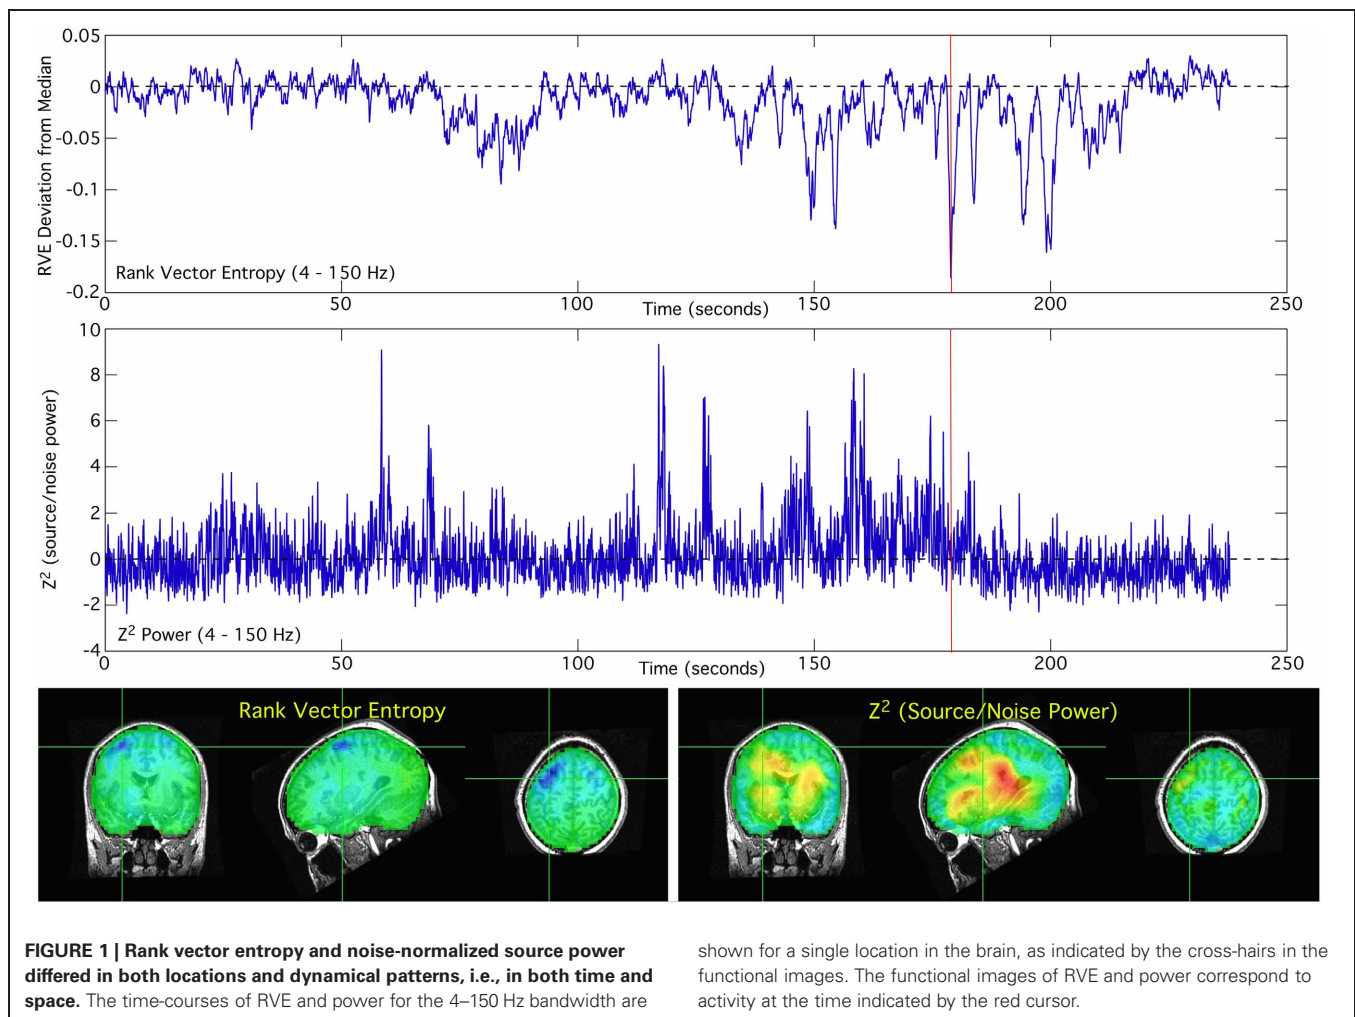 0.05
0
-0.05
-0.1
-0.15
-0.2
RVE Deviation from Median
Rank Vector Entropy (4 - 150 Hz)
0
50
100
150
200
250
Time (seconds)
10
8
6
4
2
0
-2
-4
Z² (source/noise power)
Z² Power (4 - 150 Hz)
0
50
100
150
200
250
Time (seconds)
Rank Vector Entropy
Z² (Source/Noise Power)
FIGURE 1 | Rank vector entropy and noise-normalized source power
differed in both locations and dynamical patterns, i.e., in both time and
space. The time-courses of RVE and power for the 4–150 Hz bandwidth are
shown for a single location in the brain, as indicated by the cross-hairs in the
functional images. The functional images of RVE and power correspond to
activity at the time indicated by the red cursor.